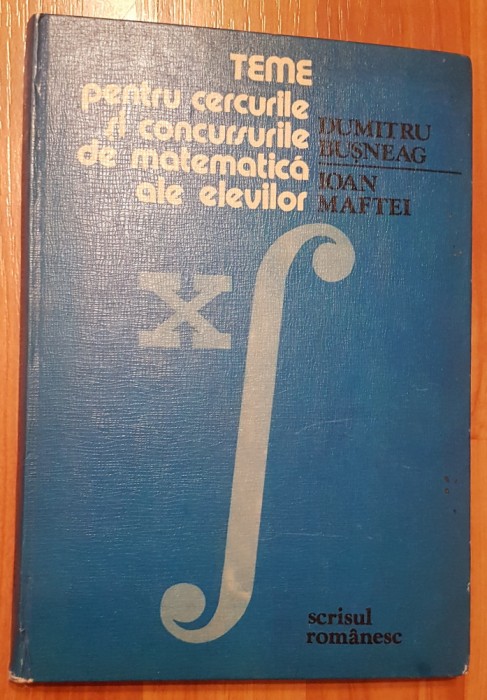 TEME
pentru cercurile
și concursurile
de matematică
ale elevilor
DUMITRU
BUȘNEAG
IOAN
MAFTEI
x∫
scrisul
românesc